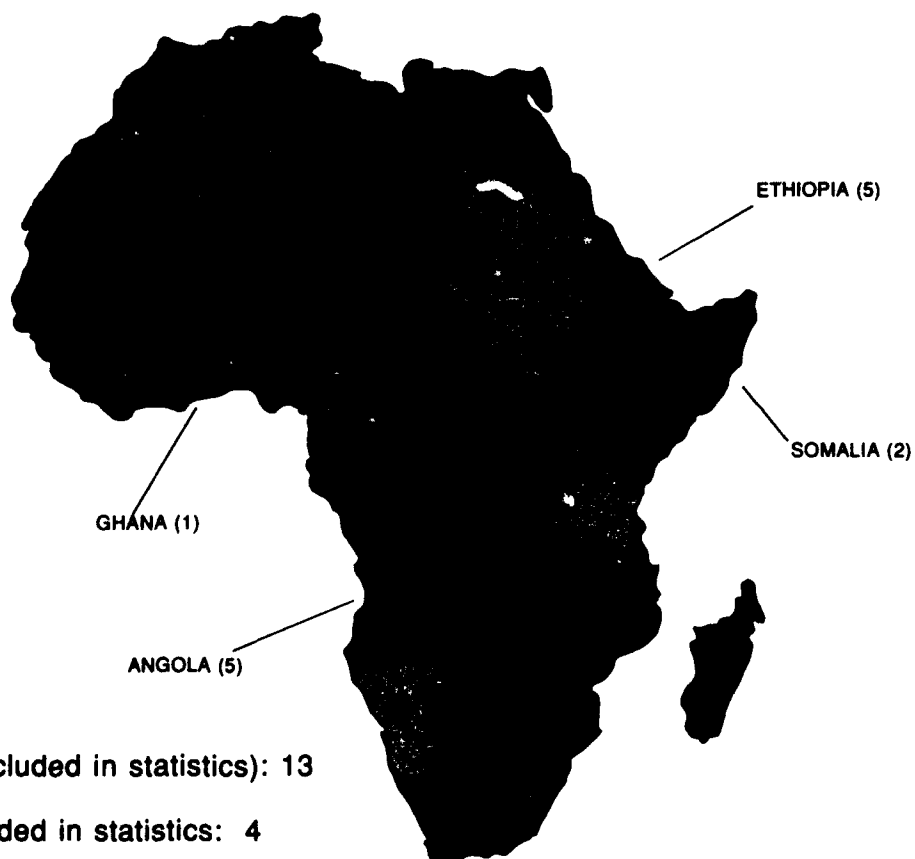 ETHIOPIA (5)
SOMALIA (2)
GHANA (1)
ANGOLA (5)
cluded in statistics): 13
ded in statistics: 4